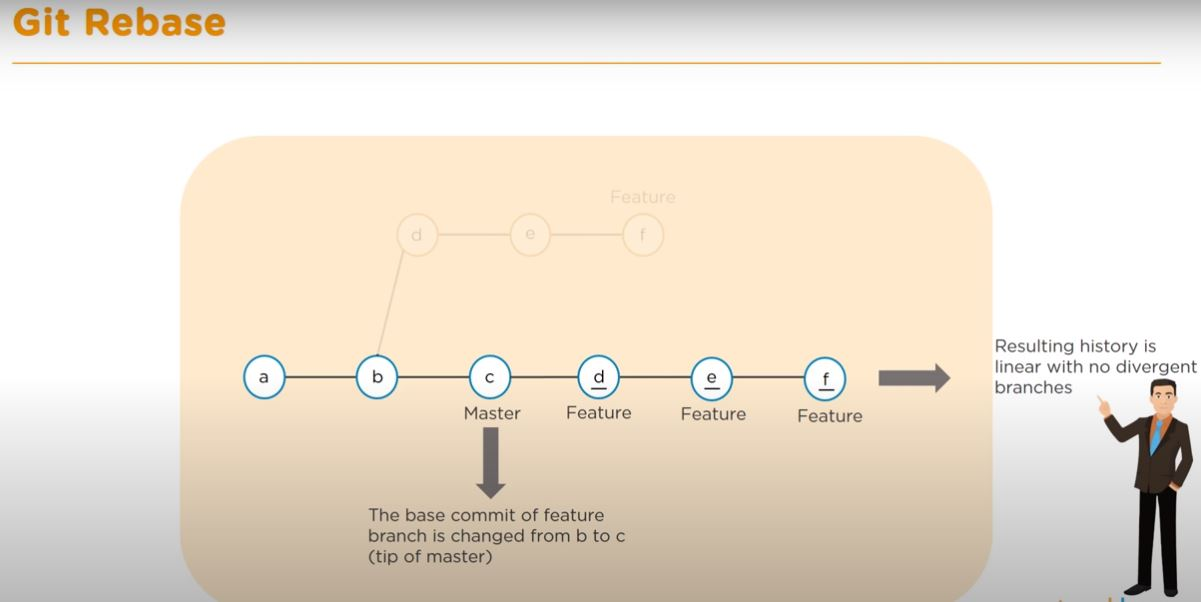 Git Rebase
Feature
d
e
f
a
b
c
d
e
f
Master
Feature
Feature
Feature
Resulting history is
linear with no divergent
branches
The base commit of feature
branch is changed from b to c
(tip of master)